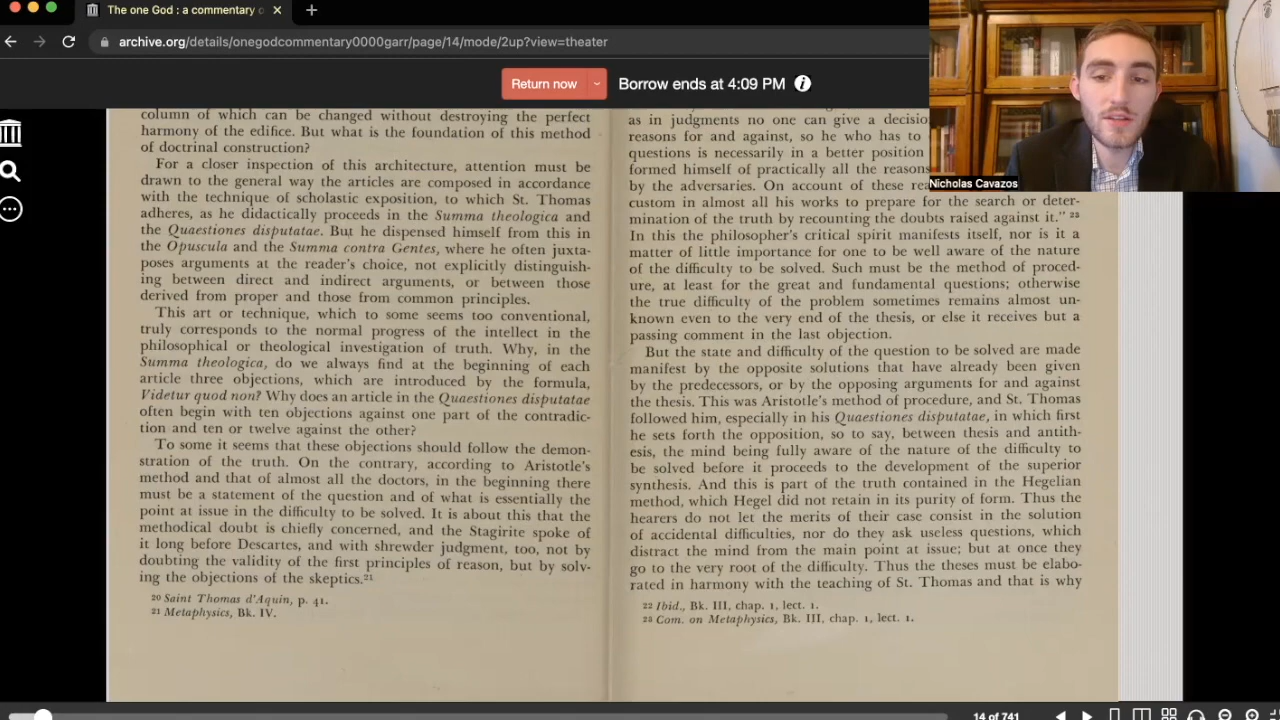 The one God : a commentary o
archive.org/details/onegodcommentary0000garr/page/14/mode/2up?view=theater
Return now
Borrow ends at 4:09 PM
column of which can be changed without destroying the perfect
harmony of the edifice. But what is the foundation of this method
of doctrinal construction?
For a closer inspection of this architecture, attention must be
drawn to the general way the articles are composed in accordance
with the technique of scholastic exposition, to which St. Thomas
adheres, as he didactically proceeds in the Summa theologica and
the Quaestiones disputatae. But he dispensed himself from this in
the Opuscula and the Summa contra Gentes, where he often juxta-
poses arguments at the reader's choice, not explicitly distinguish-
ing between direct and indirect arguments, or between those
derived from proper and those from common principles.
This art or technique, which to some seems too conventional,
truly corresponds to the normal progress of the intellect in the
philosophical or theological investigation of truth. Why, in the
Summa theologica, do we always find at the beginning of each
article three objections, which are introduced by the formula,
Videtur quod non? Why does an article in the Quaestiones disputatae
often begin with ten objections against one part of the contradic-
tion and ten or twelve against the other?
To some it seems that these objections should follow the demon-
stration of the truth. On the contrary, according to Aristotle's
method and that of almost all the doctors, in the beginning there
must be a statement of the question and of what is essentially the
point at issue in the difficulty to be solved. It is about this that the
methodical doubt is chiefly concerned, and the Stagirite spoke of
it long before Descartes, and with shrewder judgment, too, not by
doubting the validity of the first principles of reason, but by solv-
ing the objections of the skeptics.21
20 Saint Thomas d'Aquin, p. 41.
21 Metaphysics, Bk. IV.
as in judgments no one can give a decisio
reasons for and against, so he who has to
questions is necessarily in a better position
formed himself of practically all the reasons
by the adversaries. On account of these rea
custom in almost all his works to prepare for the search or deter-
mination of the truth by recounting the doubts raised against it." 23
In this the philosopher's critical spirit manifests itself, nor is it a
matter of little importance for one to be well aware of the nature
of the difficulty to be solved. Such must be the method of proced-
ure, at least for the great and fundamental questions; otherwise
the true difficulty of the problem sometimes remains almost un-
known even to the very end of the thesis, or else it receives but a
passing comment in the last objection.
But the state and difficulty of the question to be solved are made
manifest by the opposite solutions that have already been given
by the predecessors, or by the opposing arguments for and against
the thesis. This was Aristotle's method of procedure, and St. Thomas
followed him, especially in his Quaestiones disputatae, in which first
he sets forth the opposition, so to say, between thesis and antith-
esis, the mind being fully aware of the nature of the difficulty to
be solved before it proceeds to the development of the superior
synthesis. And this is part of the truth contained in the Hegelian
method, which Hegel did not retain in its purity of form. Thus the
hearers do not let the merits of their case consist in the solution
of accidental difficulties, nor do they ask useless questions, which
distract the mind from the main point at issue; but at once they
go to the very root of the difficulty. Thus the theses must be elabo-
rated in harmony with the teaching of St. Thomas and that is why
22 Ibid., Bk. III, chap. 1, lect. 1.
23 Com. on Metaphysics, Bk. III, chap. 1, lect. 1.
Nicholas Cavazos
14 of 741